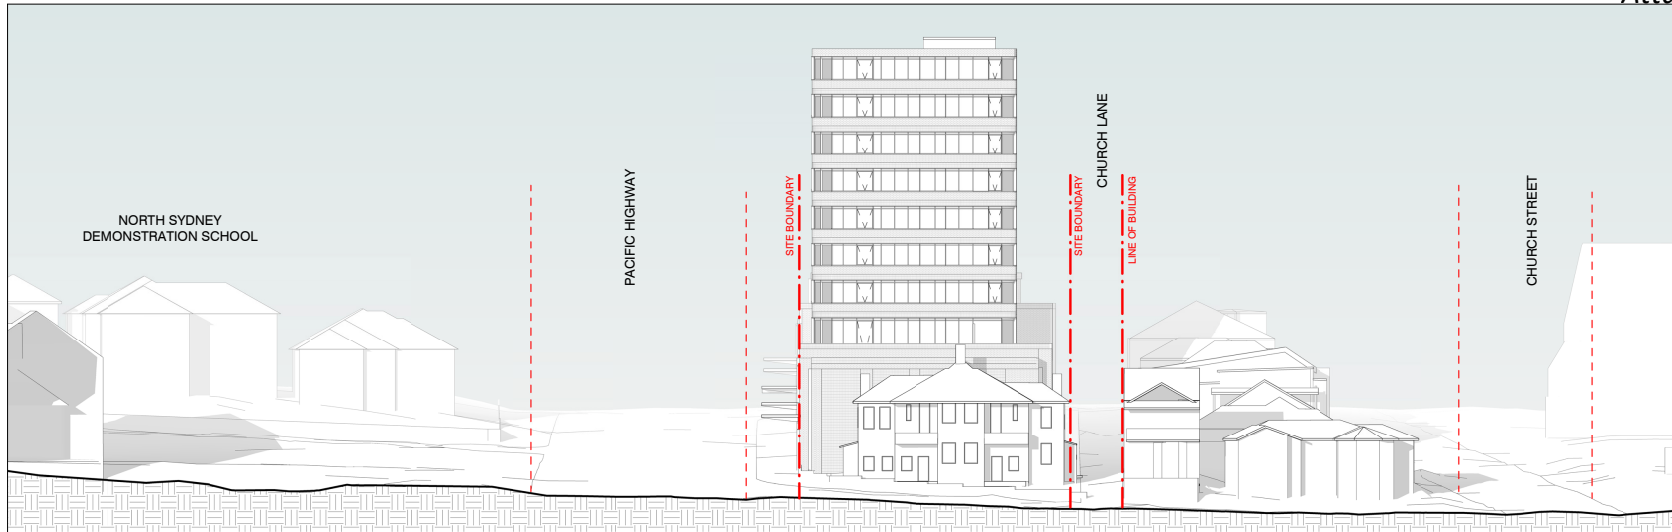 NORTH SYDNEY
DEMONSTRATION SCHOOL
PACIFIC HIGHWAY
SITE BOUNDARY
SITE BOUNDARY
CHURCH LANE
LINE OF BUILDING
CHURCH STREET